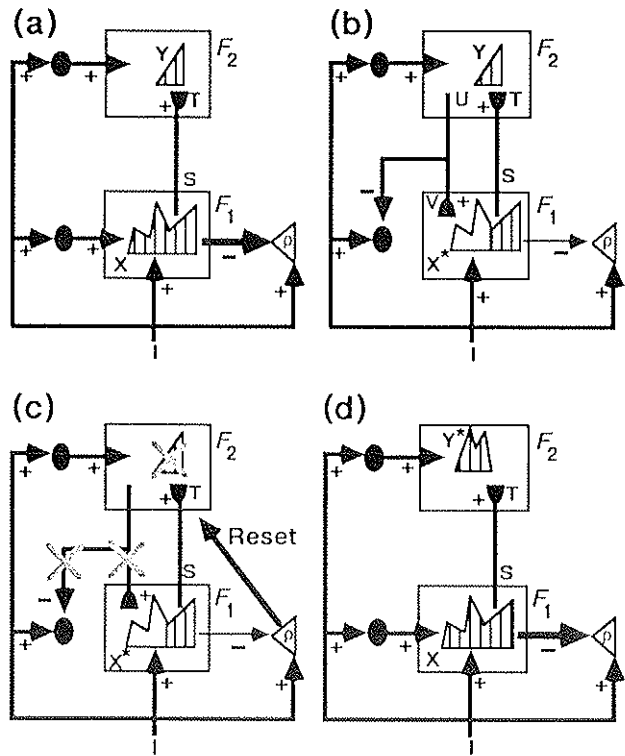 (a)
+ + Y F2
+ T
S
F1
+ + X − ρ
+ +
I
(b)
+ + Y F2
+ U T
S
− V + F1
+ X* − ρ
+ +
I
(c)
+ + F2
+ T
Reset
S
− + F1
+ X* − ρ
+ +
I
(d)
+ + Y* F2
+ T
S
F1
+ + X − ρ
+ +
I